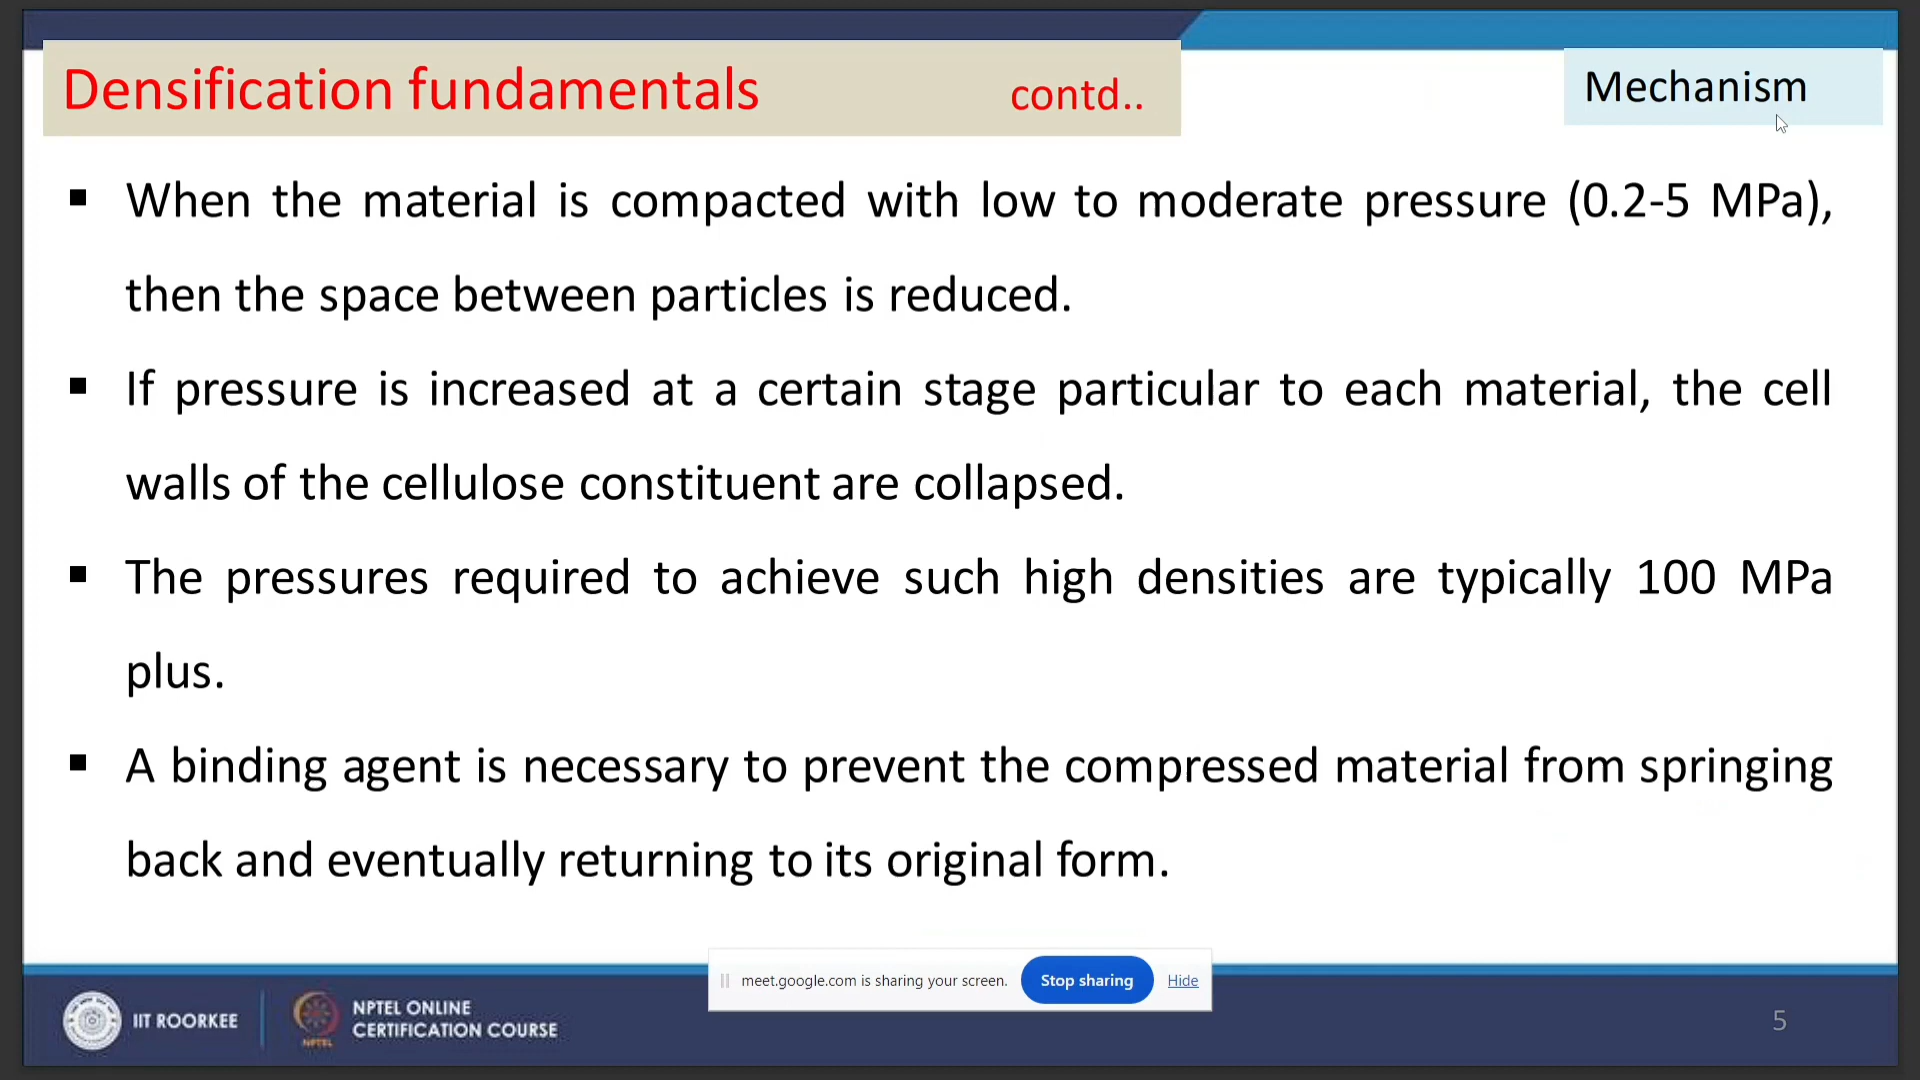 Densification fundamentals contd..
Mechanism
▪ When the material is compacted with low to moderate pressure (0.2-5 MPa),
then the space between particles is reduced.
▪ If pressure is increased at a certain stage particular to each material, the cell
walls of the cellulose constituent are collapsed.
▪ The pressures required to achieve such high densities are typically 100 MPa
plus.
▪ A binding agent is necessary to prevent the compressed material from springing
back and eventually returning to its original form.
meet.google.com is sharing your screen. Stop sharing Hide
IIT ROORKEE
NPTEL
NPTEL ONLINE
CERTIFICATION COURSE
5